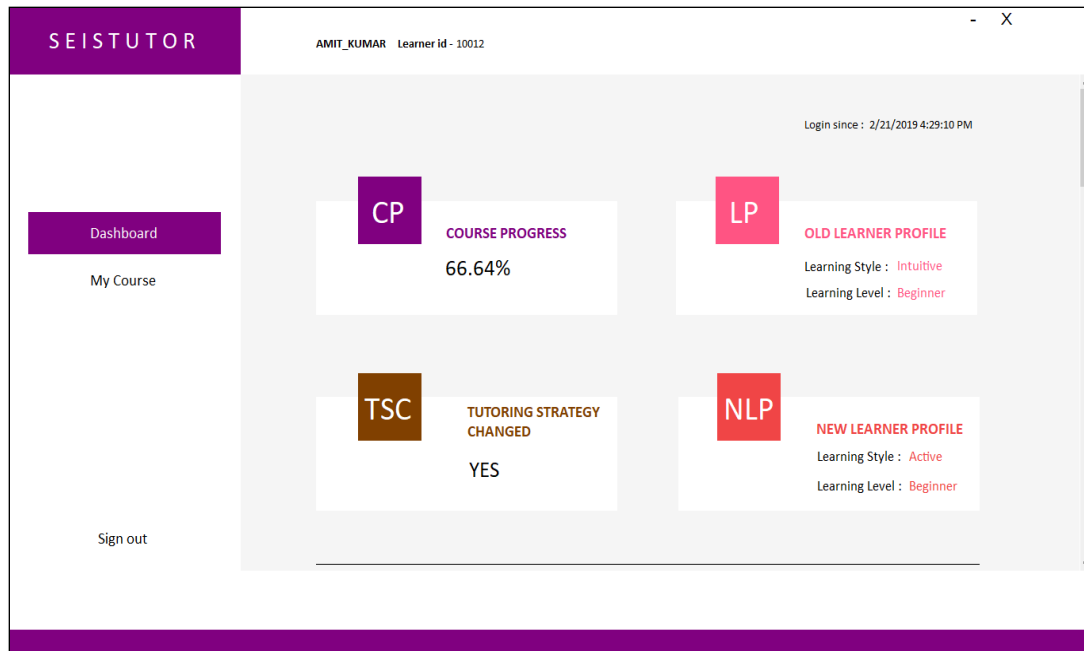 SEISTUTOR
AMIT_KUMAR Learner id - 10012
- X
Login since : 2/21/2019 4:29:10 PM
Dashboard
My Course
Sign out
CP
COURSE PROGRESS
66.64%
LP
OLD LEARNER PROFILE
Learning Style : Intuitive
Learning Level : Beginner
TSC
TUTORING STRATEGY
CHANGED
YES
NLP
NEW LEARNER PROFILE
Learning Style : Active
Learning Level : Beginner